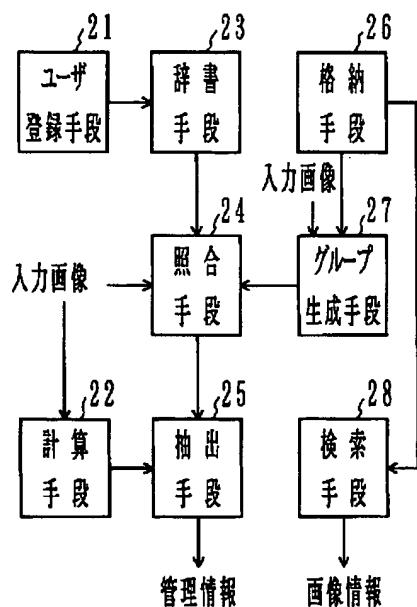 21
23
26
ユーザ
登録手段
辞書
手段
格納
手段
入力画像
24
27
入力画像
照合
手段
グループ
生成手段
22
25
28
計算
手段
抽出
手段
検索
手段
管理情報
画像情報